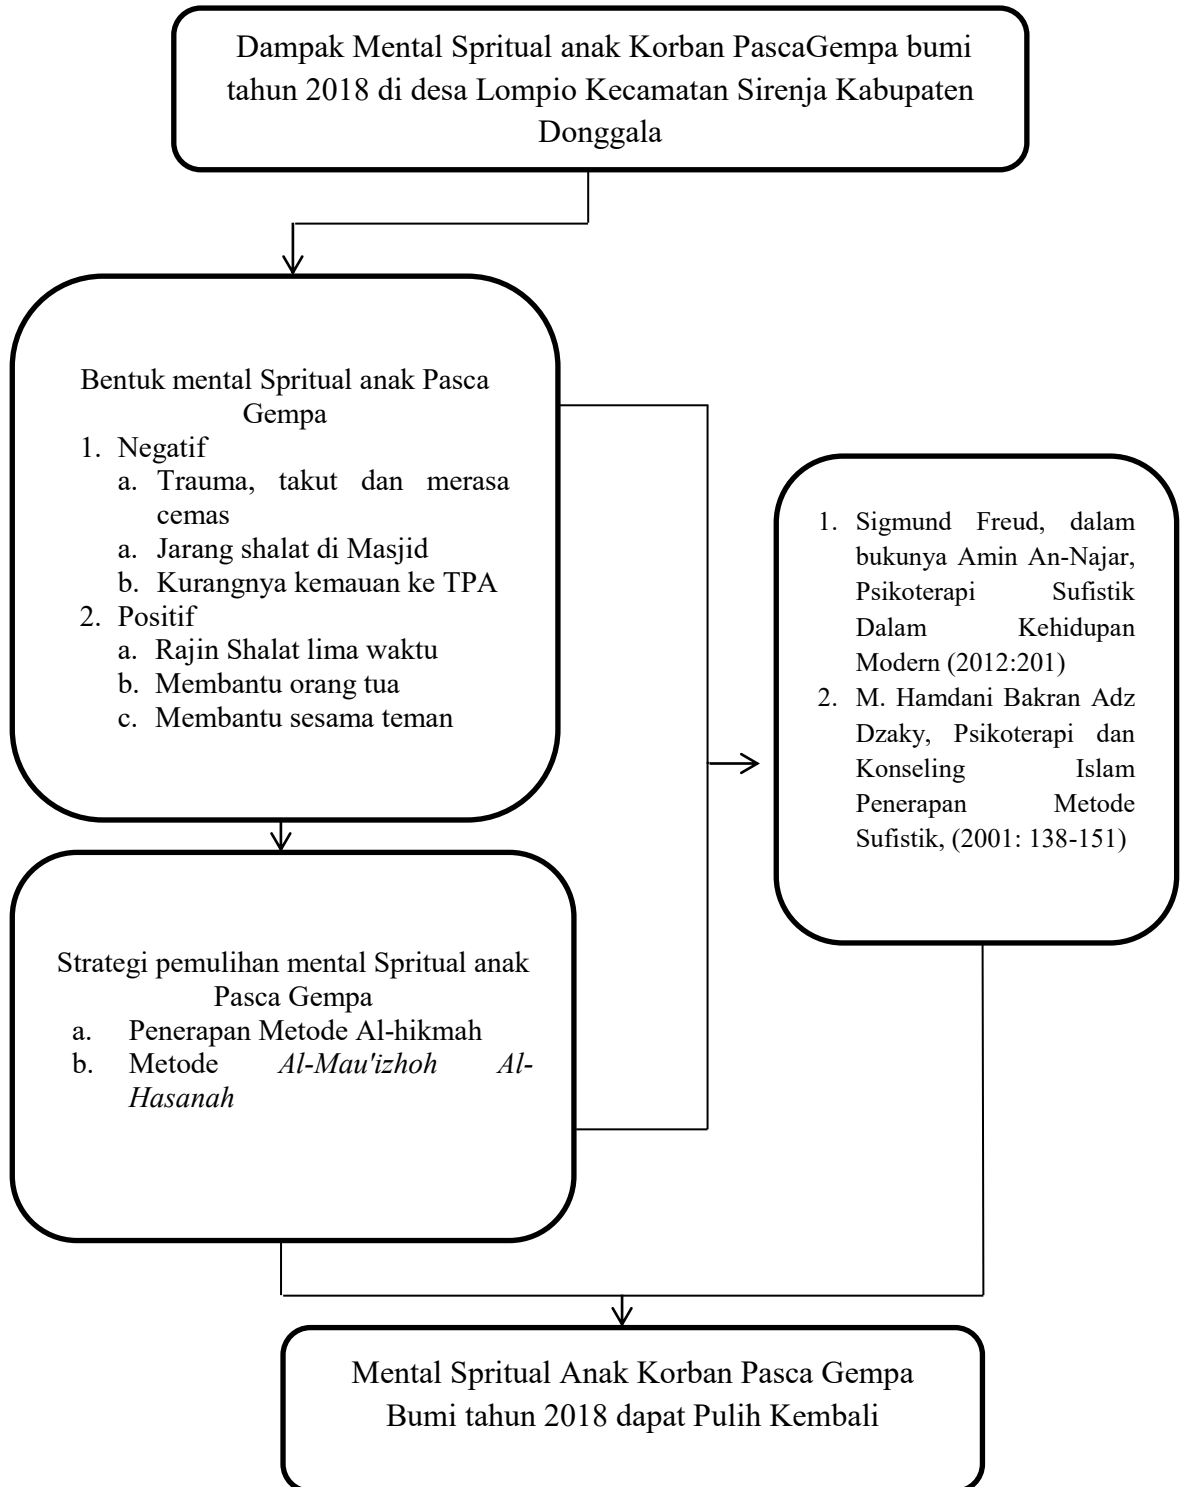 Dampak Mental Spritual anak Korban PascaGempa bumi
tahun 2018 di desa Lompio Kecamatan Sirenja Kabupaten
Donggala
Bentuk mental Spritual anak Pasca
Gempa
1. Negatif
a. Trauma, takut dan merasa
cemas
a. Jarang shalat di Masjid
b. Kurangnya kemauan ke TPA
2. Positif
a. Rajin Shalat lima waktu
b. Membantu orang tua
c. Membantu sesama teman
1. Sigmund Freud, dalam
bukunya Amin An-Najar,
Psikoterapi Sufistik
Dalam Kehidupan
Modern (2012:201)
2. M. Hamdani Bakran Adz
Dzaky, Psikoterapi dan
Konseling Islam
Penerapan Metode
Sufistik, (2001: 138-151)
Strategi pemulihan mental Spritual anak
Pasca Gempa
a. Penerapan Metode Al-hikmah
b. Metode Al-Mau'izhoh Al-
Hasanah
Mental Spritual Anak Korban Pasca Gempa
Bumi tahun 2018 dapat Pulih Kembali